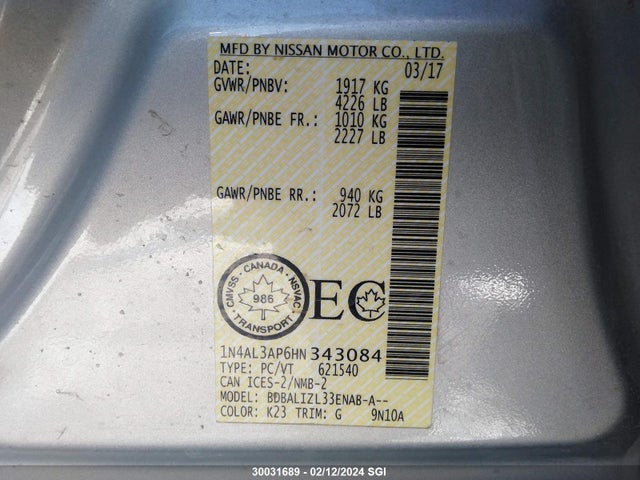 MFD BY NISSAN MOTOR CO., LTD.
DATE: 03/17
GVWR/PNBV: 1917 KG
4226 LB
GAWR/PNBE FR.: 1010 KG
2227 LB
GAWR/PNBE RR.: 940 KG
2072 LB
CMVSS - CANADA - NSVAC
986
TRANSPORT
EC
1N4AL3AP6HN343084
TYPE: PC/VT 621540
CAN ICES-2/NMB-2
MODEL: BDBALIZL33ENAB-A--
COLOR: K23 TRIM: G 9N10A
30031689 - 02/12/2024 SGI